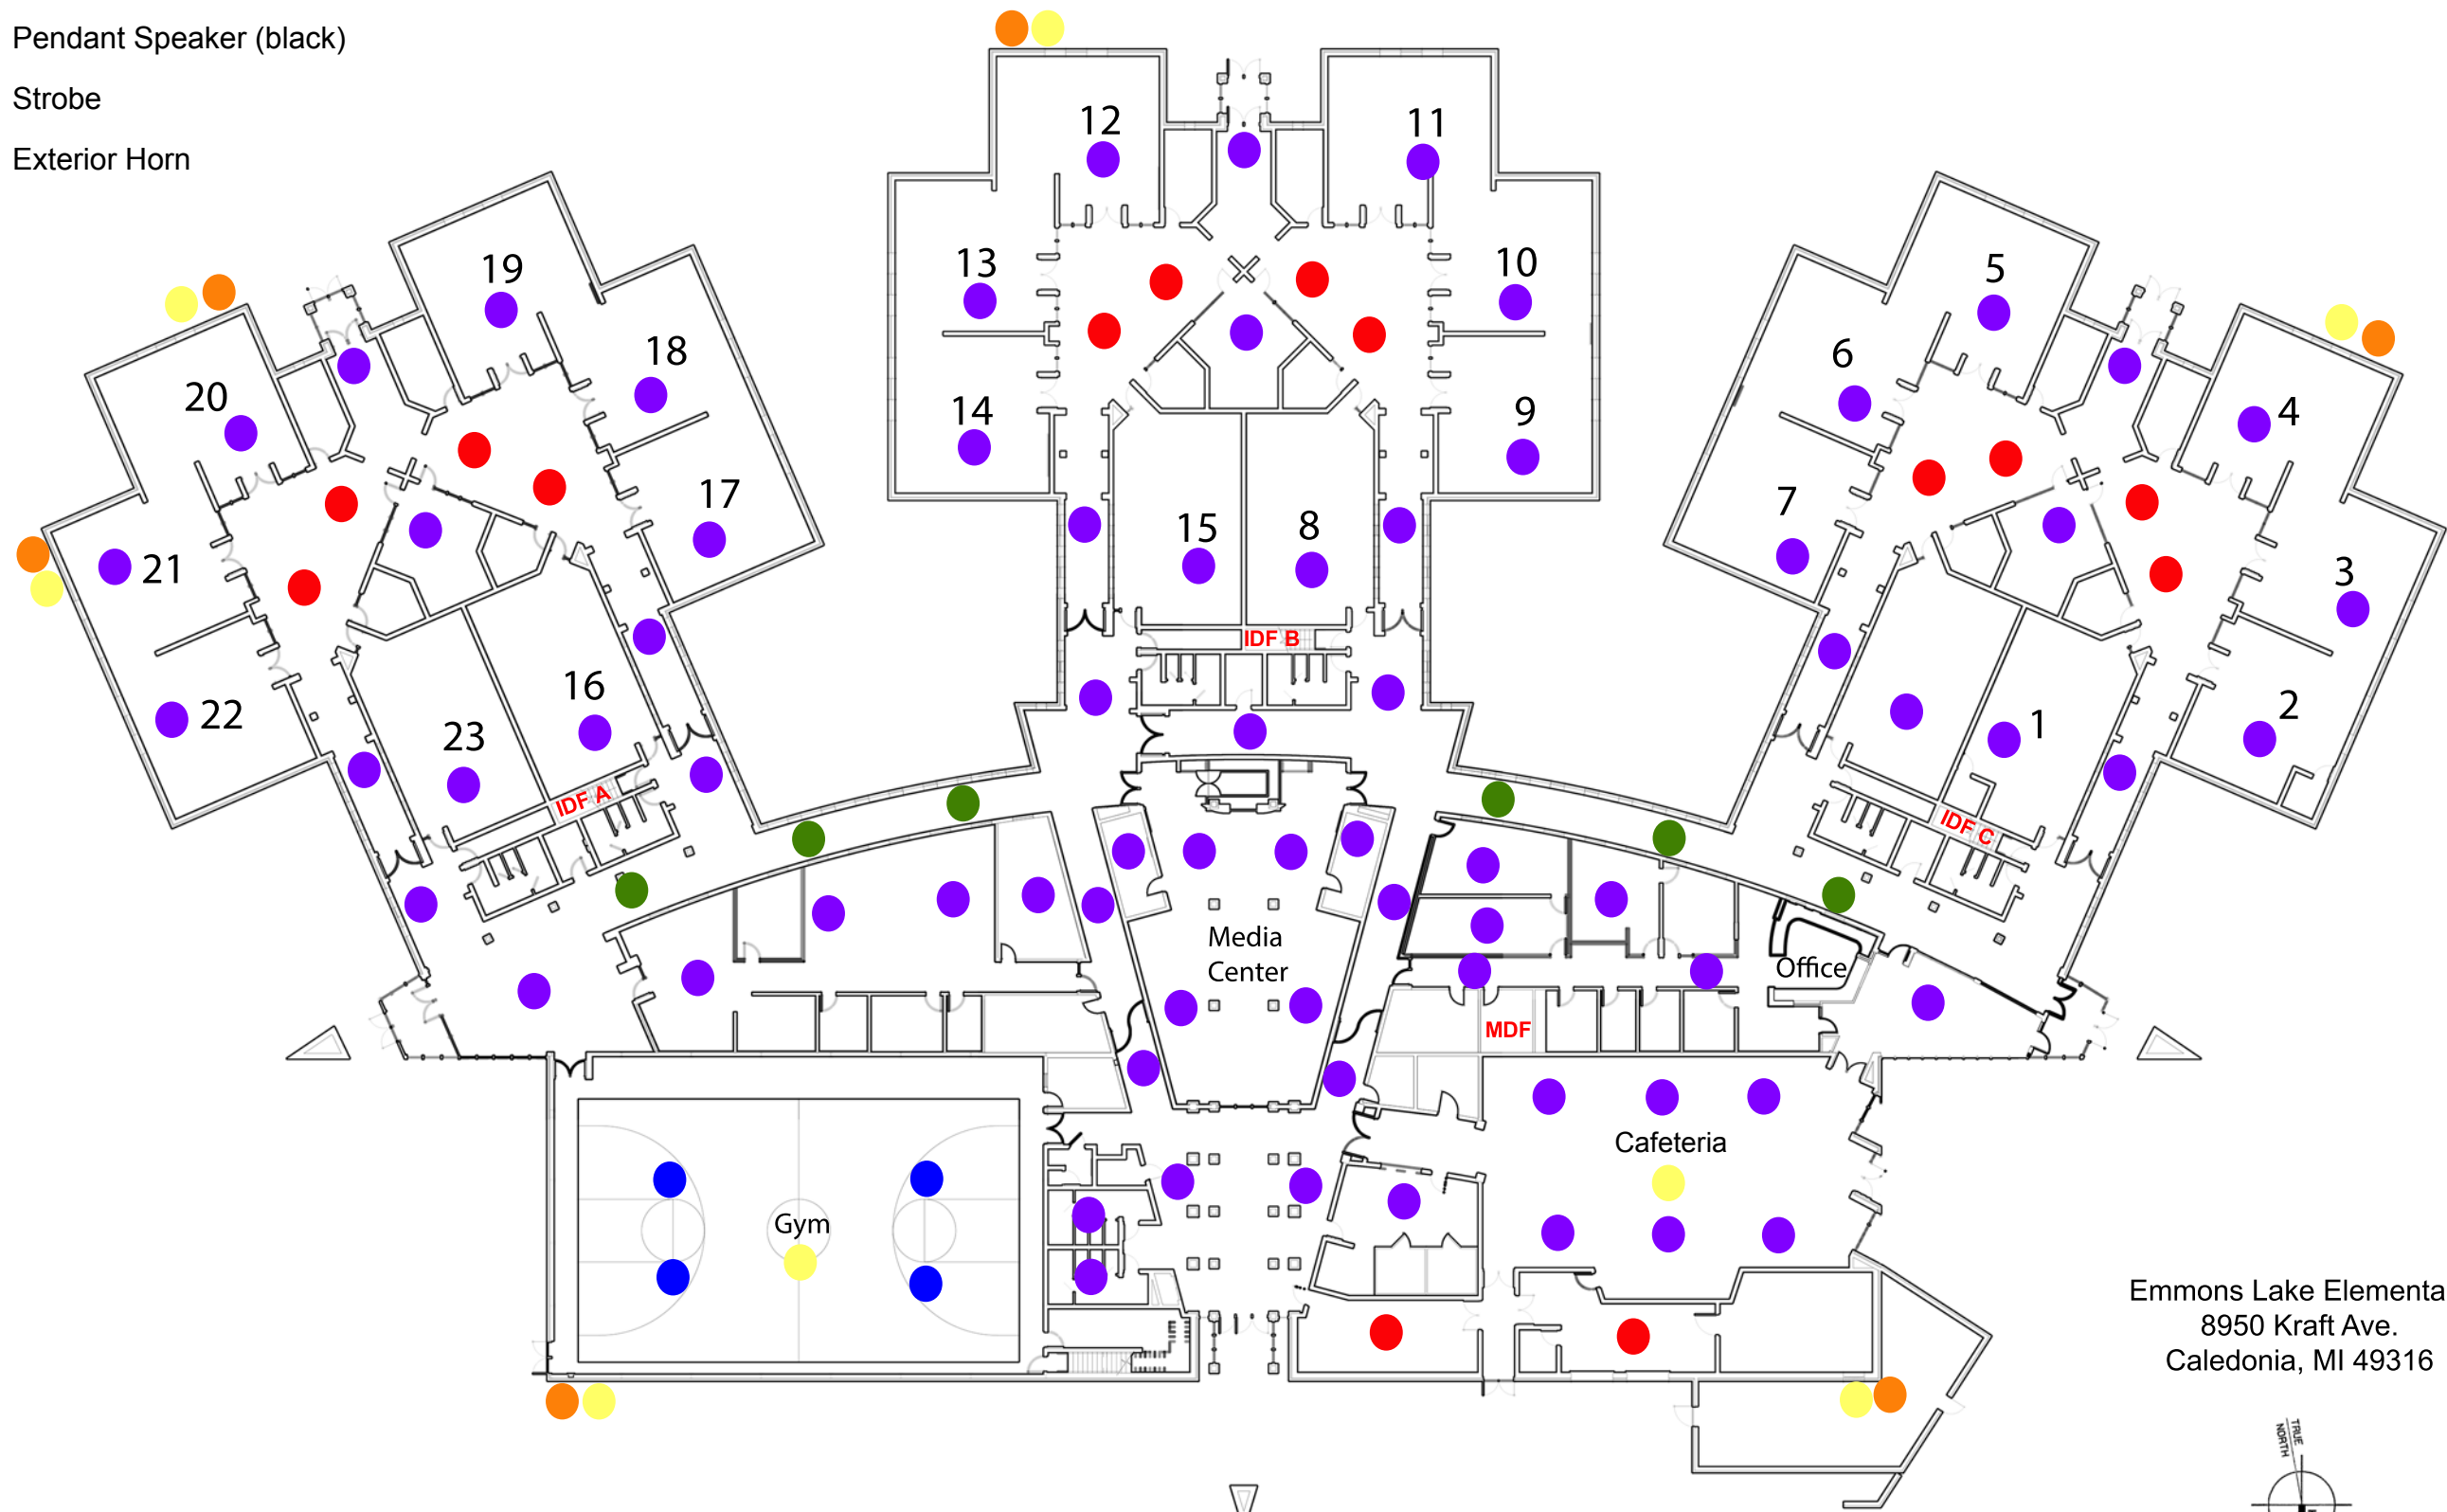 Pendant Speaker (black)
Strobe
Exterior Horn
12
11
19
13
10
5
18
6
20
14
9
4
17
7
15
8
21
3
IDF B
16
22
23
1
2
IDF A
IDF C
Media
Center
Office
MDF
Cafeteria
Gym
Emmons Lake Elementa
8950 Kraft Ave.
Caledonia, MI 49316
TRUE
NORTH